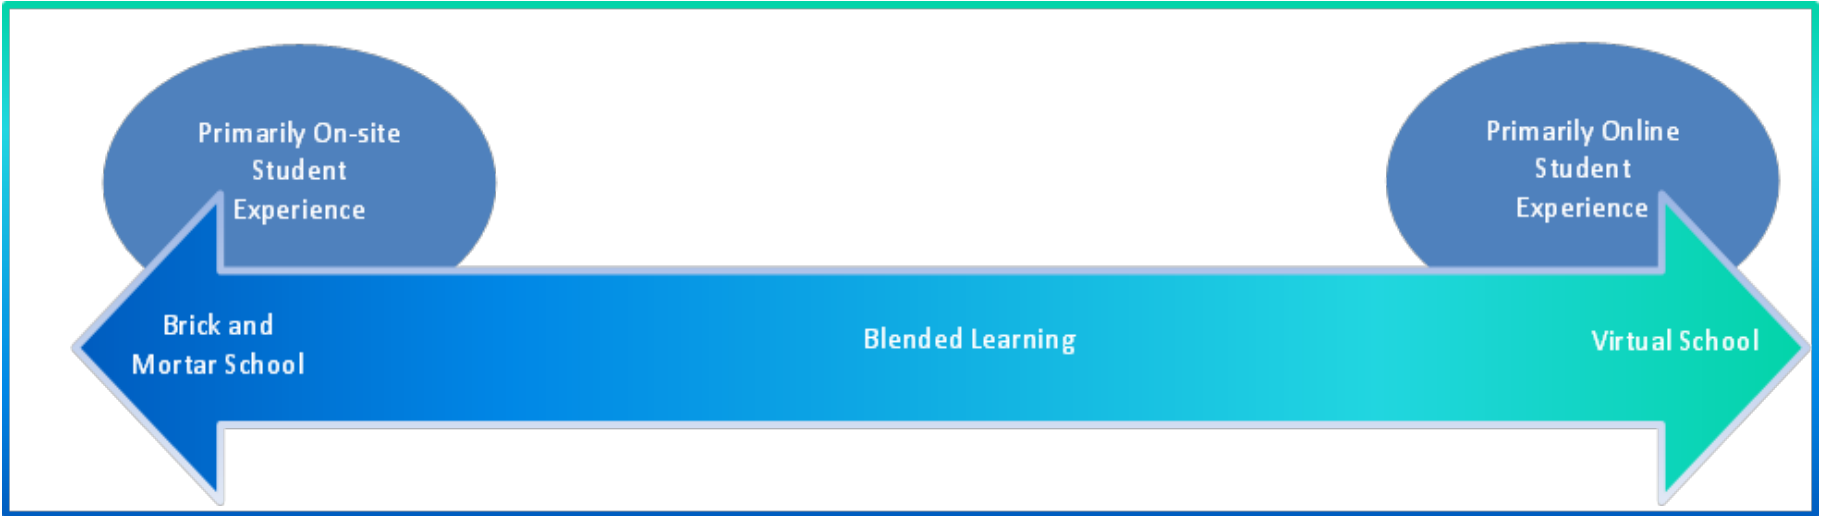 Primarily On-site
Student
Experience
Primarily Online
Student
Experience
Brick and
Mortar School
Blended Learning
Virtual School